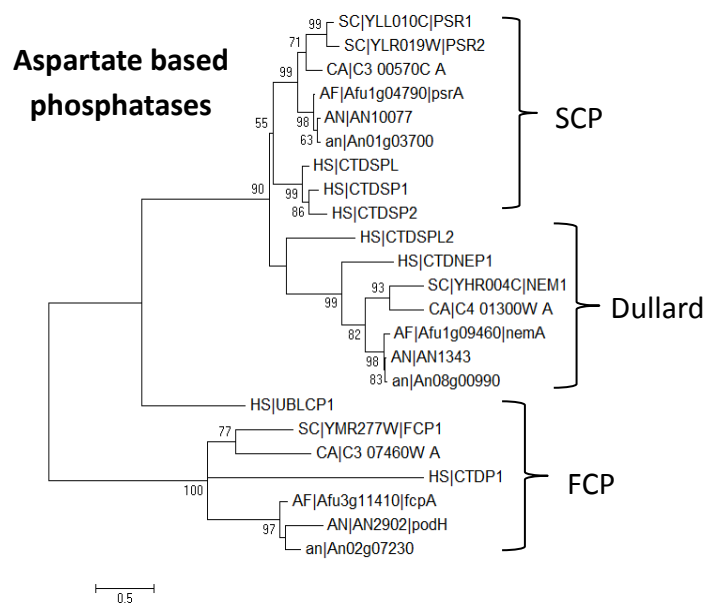 Aspartate based
phosphatases
99
SC|YLL010C|PSR1
71
SC|YLR019W|PSR2
99
CA|C3 00570C A
AF|Afu1g04790|psrA
98
AN|AN10077
55
63
an|An01g03700
SCP
HS|CTDSPL
90
99
HS|CTDSP1
86
HS|CTDSP2
HS|CTDSPL2
HS|CTDNEP1
99
93
SC|YHR004C|NEM1
CA|C4 01300W A
Dullard
82
AF|Afu1g09460|nemA
98
AN|AN1343
83
an|An08g00990
HS|UBLCP1
77
SC|YMR277W|FCP1
CA|C3 07460W A
HS|CTDP1
FCP
100
AF|Afu3g11410|fcpA
97
AN|AN2902|podH
an|An02g07230
0.5